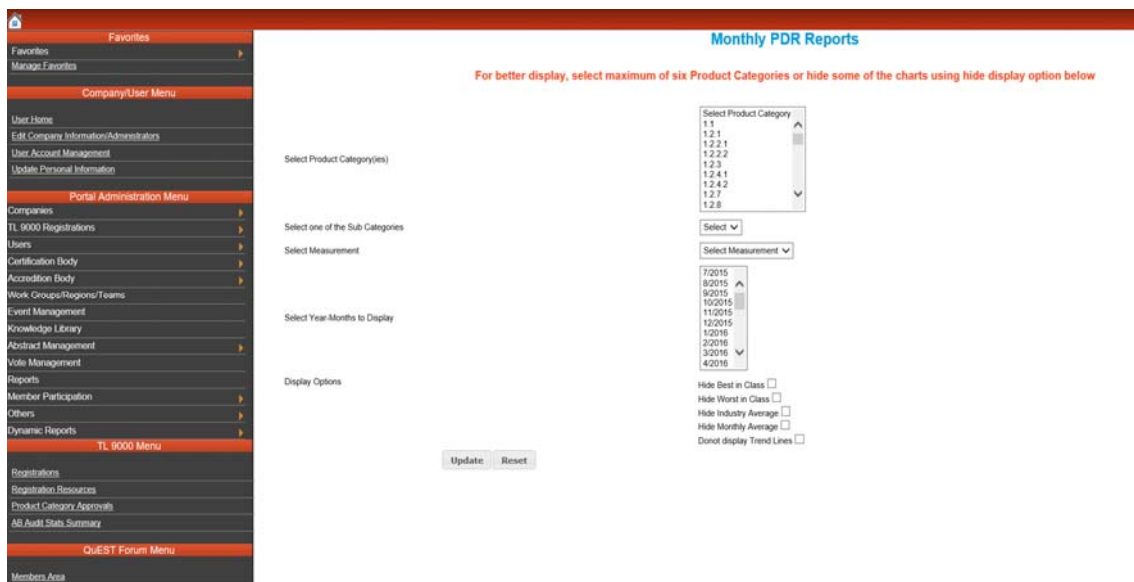 Favorites
Favorites
Manage Favorites
Company/User Menu
User Home
Edit Company Information/Administrators
User Account Management
Update Personal Information
Portal Administration Menu
Companies
TL 9000 Registrations
Users
Certification Body
Accredition Body
Work Groups/Regions/Teams
Event Management
Knowledge Library
Abstract Management
Vote Management
Reports
Member Participation
Others
Dynamic Reports
TL 9000 Menu
Registrations
Registration Resources
Product Category Approvals
AB Audit Stats Summary
QuEST Forum Menu
Members Area
Monthly PDR Reports
For better display, select maximum of six Product Categories or hide some of the charts using hide display option below
Select Product Category(ies)
Select Product Category
1.1
1.2.1
1.2.2.1
1.2.2.2
1.2.3
1.2.4.1
1.2.4.2
1.2.7
1.2.8
Select one of the Sub Categories
Select
Select Measurement
Select Measurement
Select Year-Months to Display
7/2015
8/2015
9/2015
10/2015
11/2015
12/2015
1/2016
2/2016
3/2016
4/2016
Display Options
Hide Best in Class
Hide Worst in Class
Hide Industry Average
Hide Monthly Average
Donot display Trend Lines
Update Reset